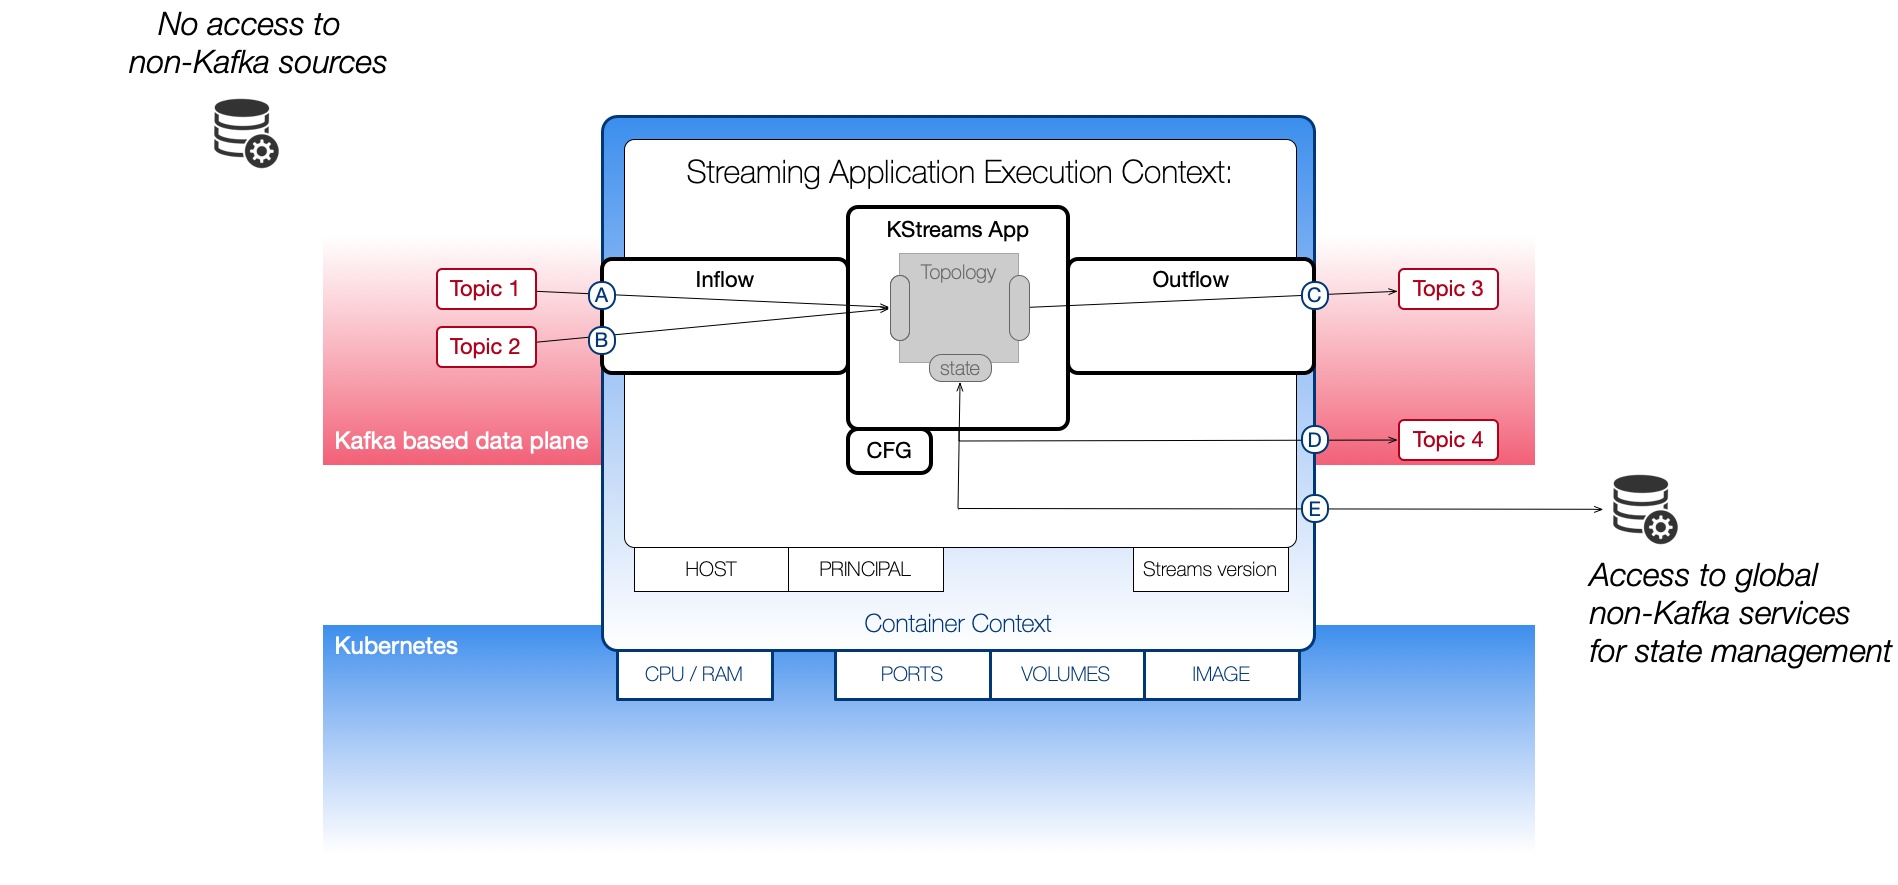 No access to
non-Kafka sources
Streaming Application Execution Context:
KStreams App
Topology
Inflow
Outflow
Topic 1
A
C
Topic 3
Topic 2
B
state
Kafka based data plane
CFG
D
Topic 4
E
HOST
PRINCIPAL
Streams version
Access to global
non-Kafka services
for state management
Container Context
Kubernetes
CPU / RAM
PORTS
VOLUMES
IMAGE